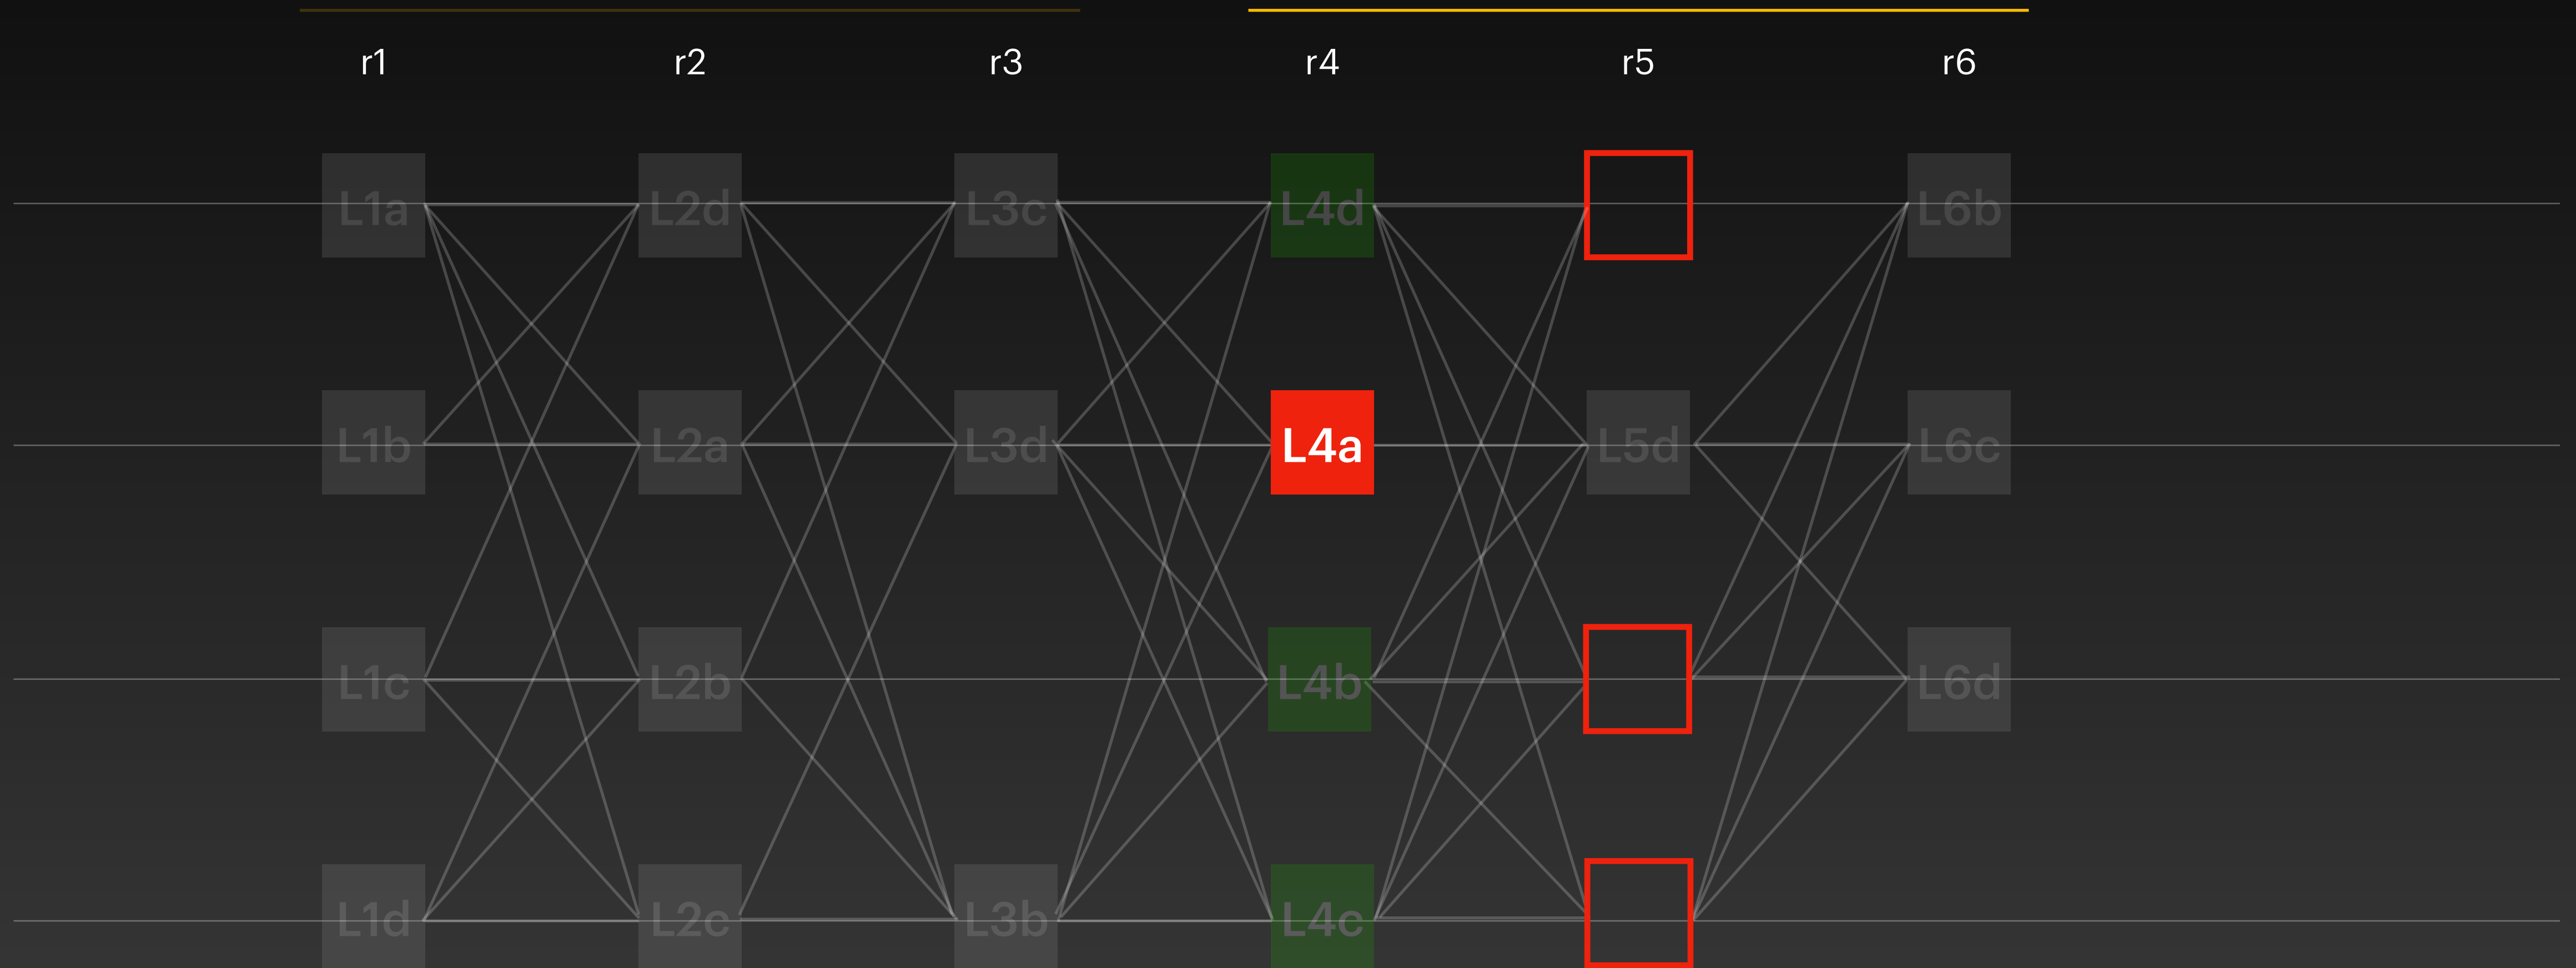 r1 r2 r3 r4 r5 r6
L1a L2d L3c L4d L6b
L1b L2a L3d L4a L5d L6c
L1c L2b L4b L6d
L1d L2c L3b L4c